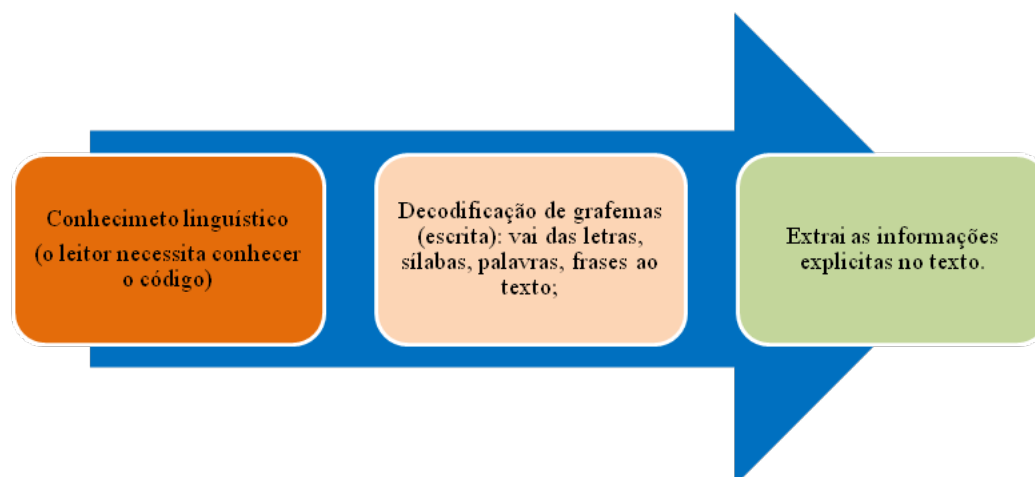 Conhecimeto linguístico
(o leitor necessita conhecer
o código)
Decodificação de grafemas
(escrita): vai das letras,
sílabas, palavras, frases ao
texto;
Extrai as informações
explicitas no texto.